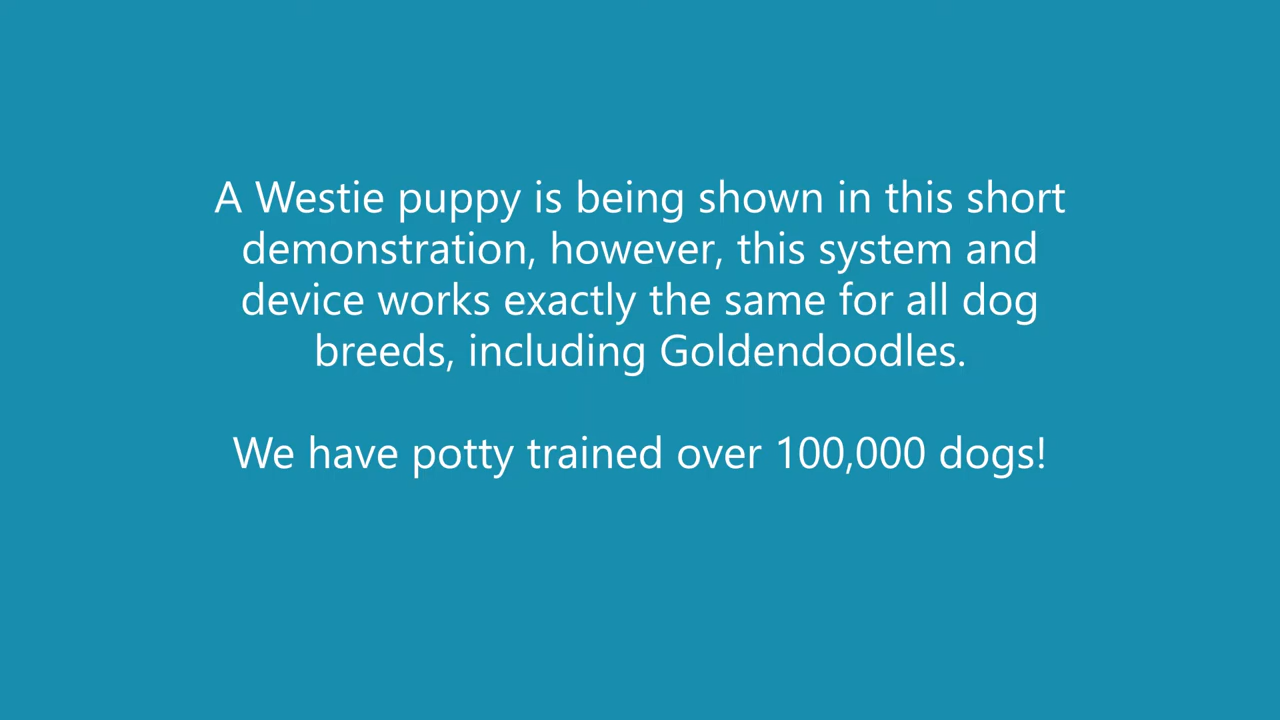 A Westie puppy is being shown in this short
demonstration, however, this system and
device works exactly the same for all dog
breeds, including Goldendoodles.
We have potty trained over 100,000 dogs!